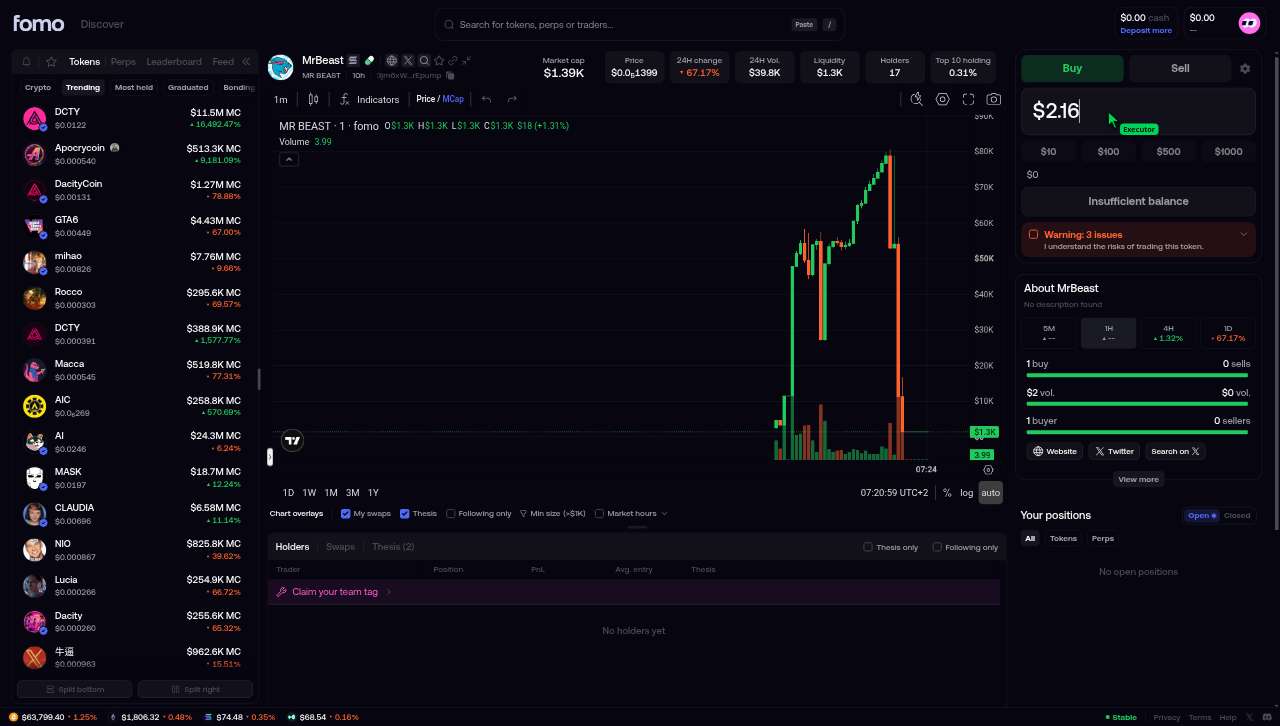 fomo Discover
Search for tokens, perps or traders... Paste /
$0.00 cash
Deposit more
$0.00
—
Tokens Perps Leaderboard Feed
Crypto Trending Most held Graduated Bonding
DCTY $11.5M MC
$0.0122 16,492.47%
Apocrycoin $513.3K MC
$0.000540 9,181.09%
DacityCoin $1.27M MC
$0.00131 78.88%
GTA6 $4.43M MC
$0.00449 67.00%
mihao $7.76M MC
$0.00826 9.66%
Rocco $295.6K MC
$0.000303 69.57%
DCTY $388.9K MC
$0.000391 1,577.77%
Macca $519.8K MC
$0.000545 77.31%
AIC $258.8K MC
$0.0₆269 570.69%
AI $24.3M MC
$0.0246 6.24%
MASK $18.7M MC
$0.0197 12.24%
CLAUDIA $6.58M MC
$0.00696 11.14%
NIO $825.8K MC
$0.000867 39.62%
Lucia $254.9K MC
$0.000266 66.72%
Dacity $255.6K MC
$0.000260 65.32%
牛逼 $962.6K MC
$0.000963 15.51%
Split bottom Split right
MrBeast
MR BEAST 10h
Market cap
$1.39K
Price
$0.0₅1399
24H change
67.17%
24H Vol.
$39.8K
Liquidity
$1.3K
Holders
17
Top 10 holding
0.31%
1m Indicators Price / MCap
MR BEAST · 1 · fomo O$1.3K H$1.3K L$1.3K C$1.3K $18 (+1.31%)
Volume 3.99
$90K
$80K
$70K
$60K
$50K
$40K
$30K
$20K
$10K
$1.3K
$0
3.99
07:24
1D 1W 1M 3M 1Y 07:20:59 UTC+2 % log auto
Chart overlays My swaps Thesis Following only Min size (>$1K) Market hours
Holders Swaps Thesis (2) Thesis only Following only
Trader Position PnL Avg. entry Thesis
Claim your team tag
No holders yet
Buy Sell
$2.16
Executor
$10 $100 $500 $1000
$0
Insufficient balance
Warning: 3 issues
I understand the risks of trading this token.
About MrBeast
No description found
5M 1H 4H 1D
-- -- 1.32% 67.17%
1 buy 0 sells
$2 vol. $0 vol.
1 buyer 0 sellers
Website Twitter Search on X
View more
Your positions Open Closed
All Tokens Perps
No open positions
$63,799.40 1.25% $1,806.32 0.48% $74.48 0.35% $68.54 0.16% Stable Privacy Terms Help